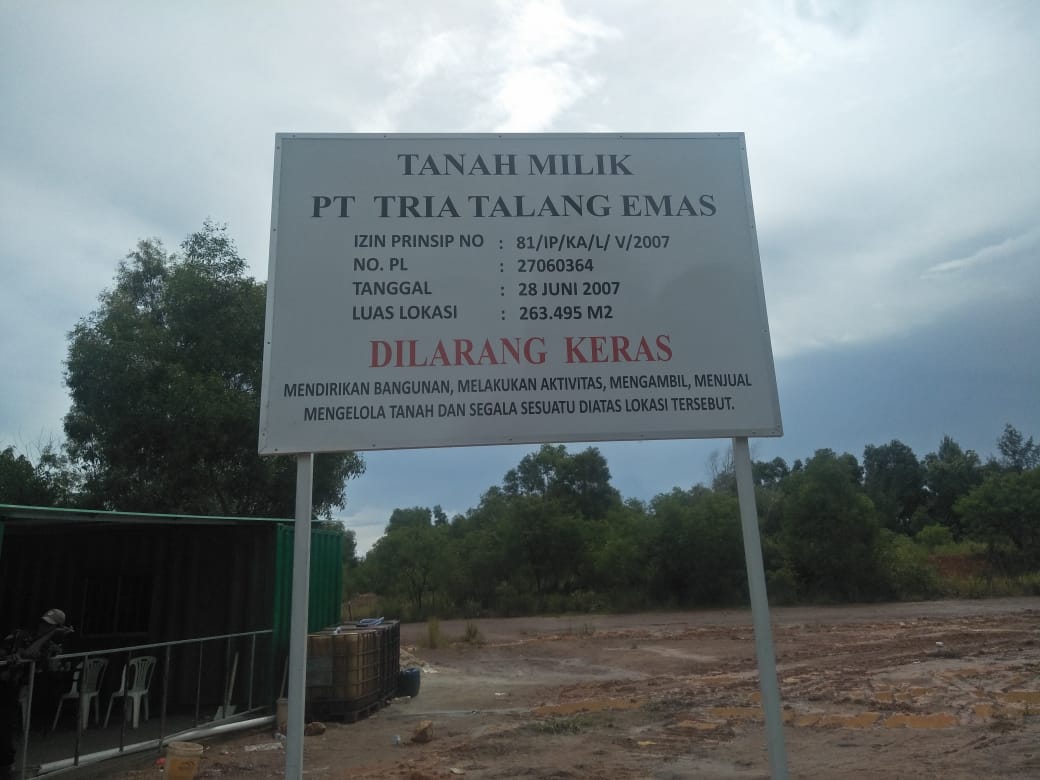 TANAH MILIK
PT TRIA TALANG EMAS
IZIN PRINSIP NO : 81/IP/KA/L/ V/2007
NO. PL : 27060364
TANGGAL : 28 JUNI 2007
LUAS LOKASI : 263.495 M2
DILARANG KERAS
MENDIRIKAN BANGUNAN, MELAKUKAN AKTIVITAS, MENGAMBIL, MENJUAL
MENGELOLA TANAH DAN SEGALA SESUATU DIATAS LOKASI TERSEBUT.